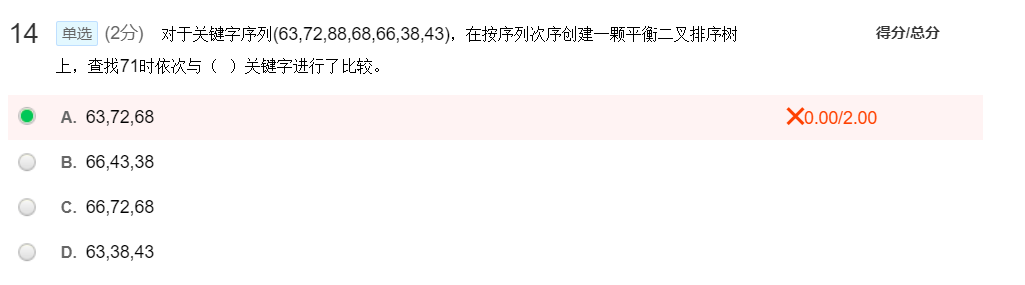 14 单选 (2分) 对于关键字序列(63,72,88,68,66,38,43)，在按序列次序创建一颗平衡二叉排序树 得分/总分
上，查找71时依次与（ ）关键字进行了比较。
A. 63,72,68 0.00/2.00
B. 66,43,38
C. 66,72,68
D. 63,38,43